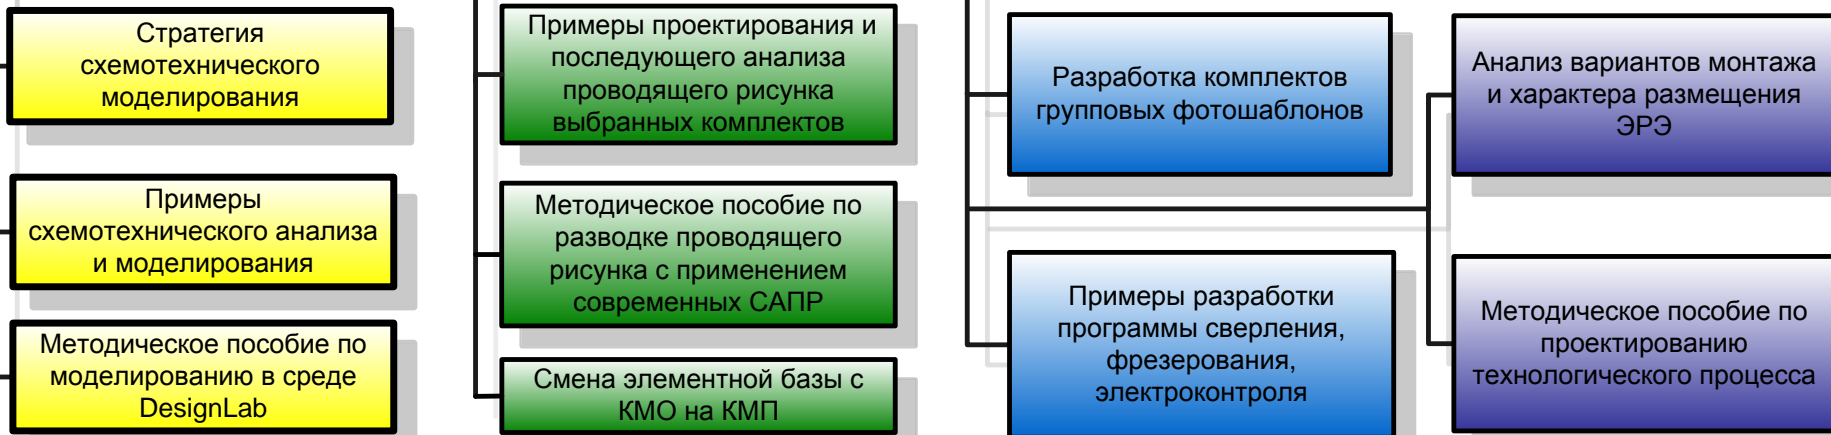 Стратегия
схемотехнического
моделирования
Примеры
схемотехнического анализа
и моделирования
Методическое пособие по
моделированию в среде
DesignLab
Примеры проектирования и
последующего анализа
проводящего рисунка
выбранных комплектов
Методическое пособие по
разводке проводящего
рисунка с применением
современных САПР
Смена элементной базы с
КМО на КМП
Разработка комплектов
групповых фотошаблонов
Примеры разработки
программы сверления,
фрезерования,
электроконтроля
Анализ вариантов монтажа
и характера размещения
ЭРЭ
Методическое пособие по
проектированию
технологического процесса